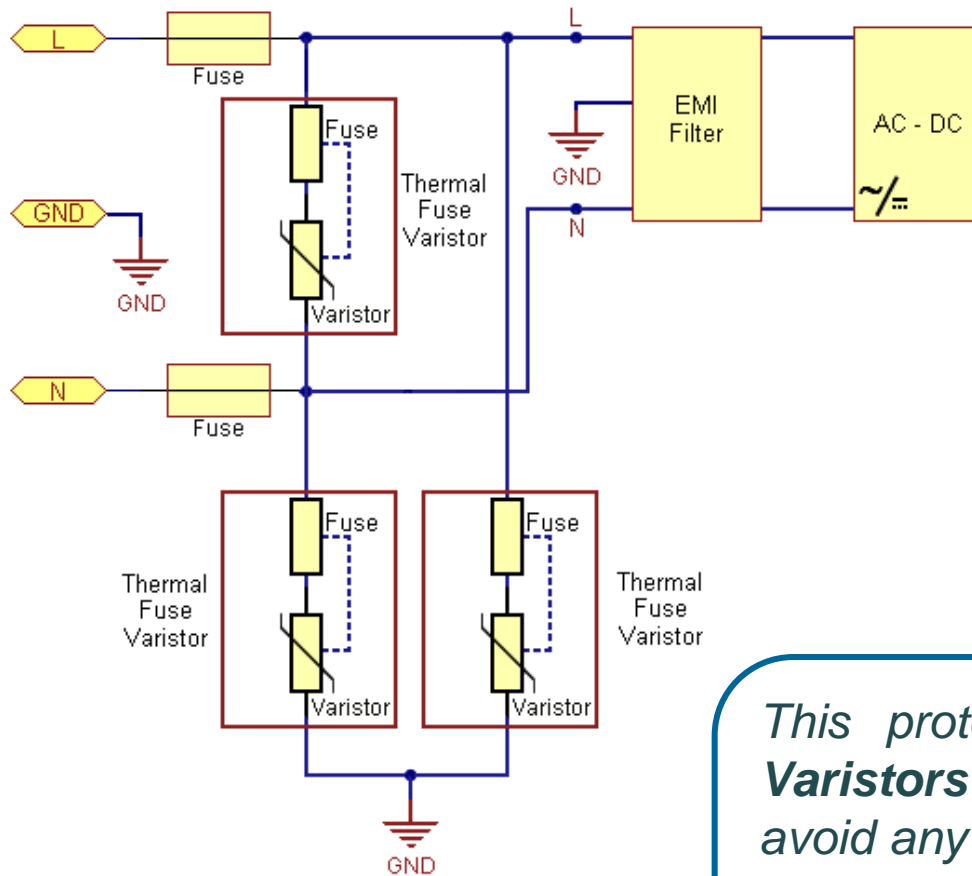 L
Fuse
L
EMI
Filter
AC - DC
~/⎓
Fuse
Thermal
Fuse
Varistor
GND
GND
GND
N
Varistor
N
Fuse
Fuse
Fuse
Thermal
Fuse
Varistor
Thermal
Fuse
Varistor
Varistor
Varistor
GND
This
Varistors
avoid any